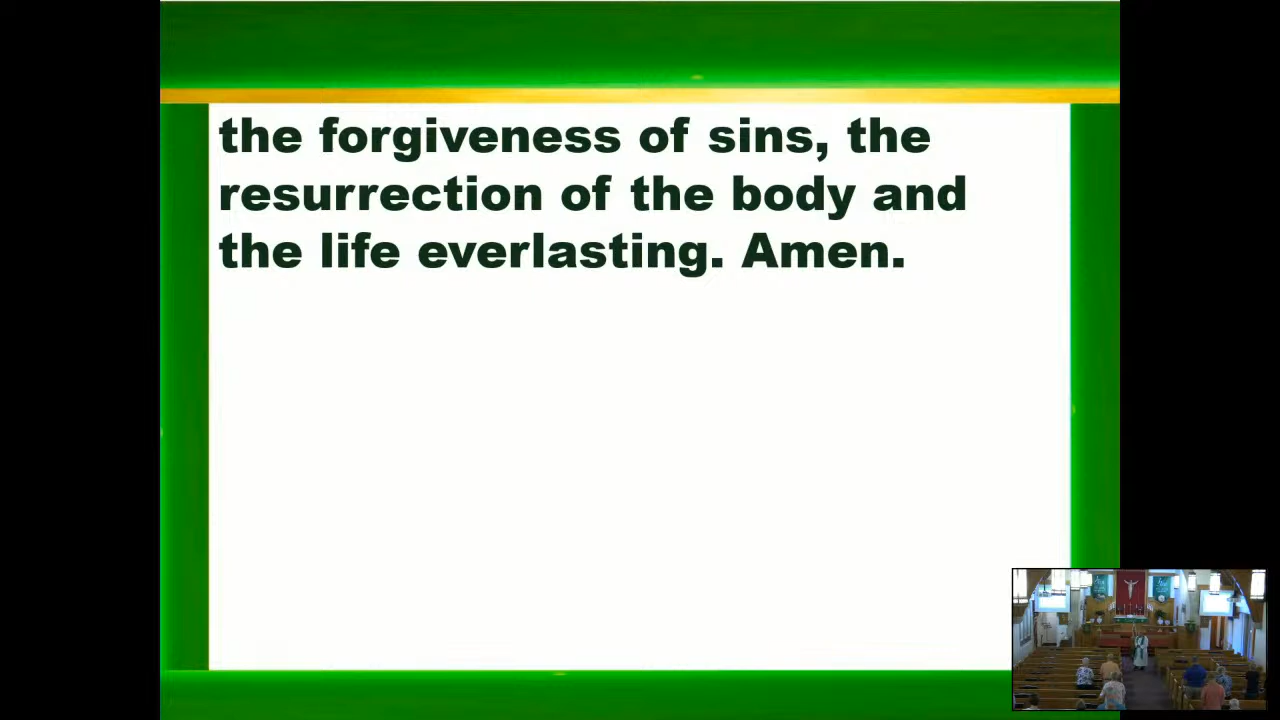 the forgiveness of sins, the
resurrection of the body and
the life everlasting. Amen.